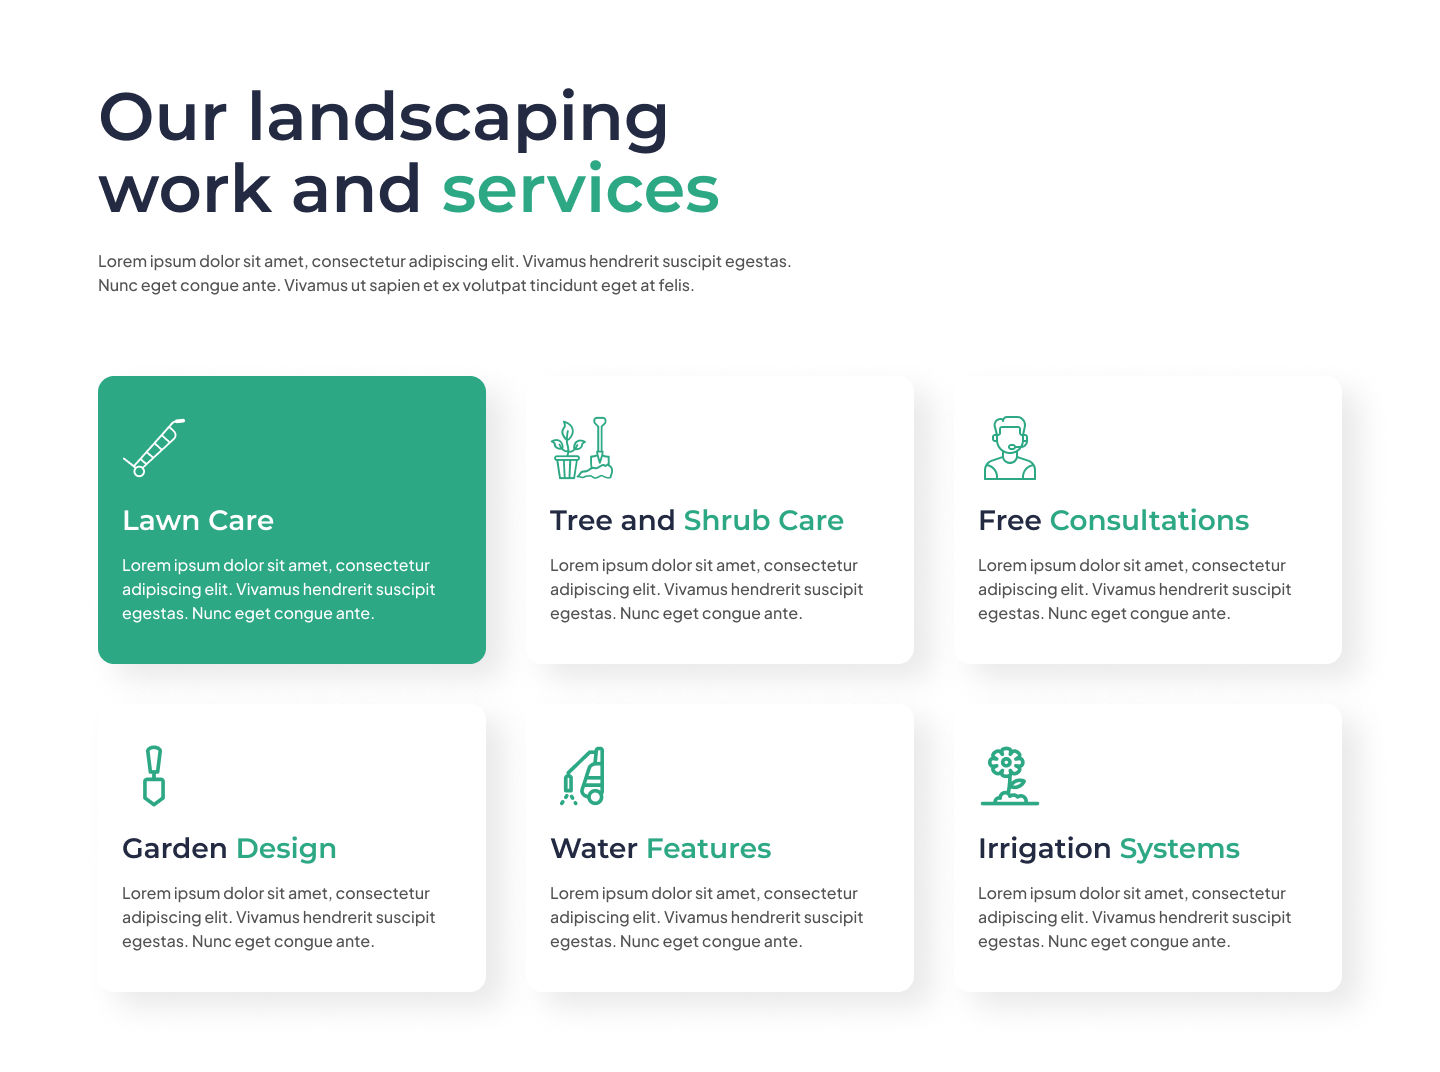 Our landscaping
work and services
Lorem ipsum dolor sit amet, consectetur adipiscing elit. Vivamus hendrerit suscipit egestas.
Nunc eget congue ante. Vivamus ut sapien et ex volutpat tincidunt eget at felis.
Lawn Care
Lorem ipsum dolor sit amet, consectetur
adipiscing elit. Vivamus hendrerit suscipit
egestas. Nunc eget congue ante.
Tree and Shrub Care
Lorem ipsum dolor sit amet, consectetur
adipiscing elit. Vivamus hendrerit suscipit
egestas. Nunc eget congue ante.
Free Consultations
Lorem ipsum dolor sit amet, consectetur
adipiscing elit. Vivamus hendrerit suscipit
egestas. Nunc eget congue ante.
Garden Design
Lorem ipsum dolor sit amet, consectetur
adipiscing elit. Vivamus hendrerit suscipit
egestas. Nunc eget congue ante.
Water Features
Lorem ipsum dolor sit amet, consectetur
adipiscing elit. Vivamus hendrerit suscipit
egestas. Nunc eget congue ante.
Irrigation Systems
Lorem ipsum dolor sit amet, consectetur
adipiscing elit. Vivamus hendrerit suscipit
egestas. Nunc eget congue ante.